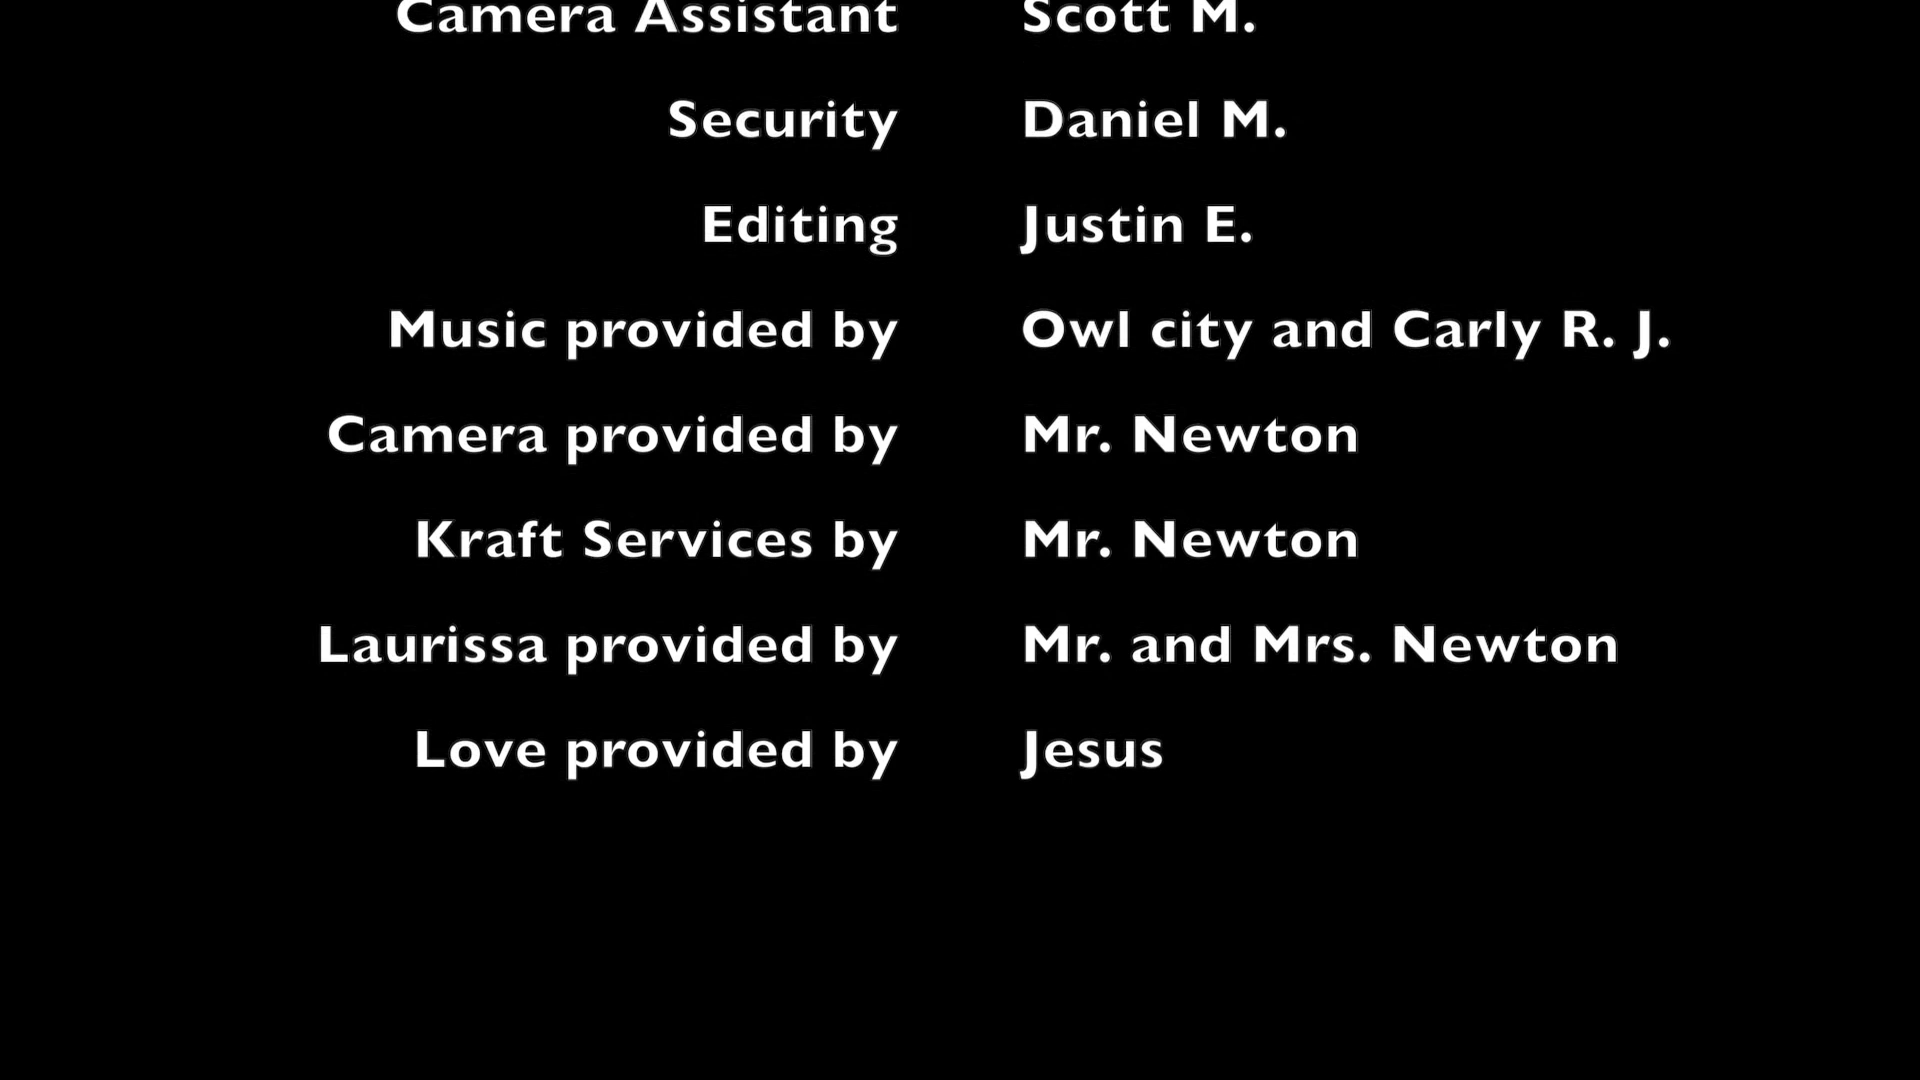 Camera Assistant Scott M.
Security Daniel M.
Editing Justin E.
Music provided by Owl city and Carly R. J.
Camera provided by Mr. Newton
Kraft Services by Mr. Newton
Laurissa provided by Mr. and Mrs. Newton
Love provided by Jesus